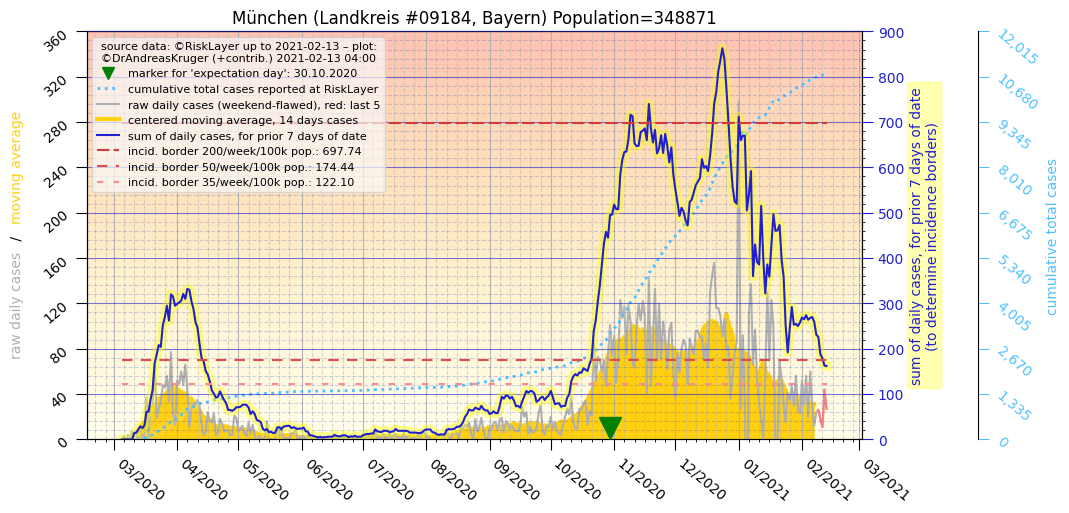 München (Landkreis #09184, Bayern) Population=348871
source data: ©RiskLayer up to 2021-02-13 – plot:
©DrAndreasKruger (+contrib.) 2021-02-13 04:00
marker for 'expectation day': 30.10.2020
cumulative total cases reported at RiskLayer
raw daily cases (weekend-flawed), red: last 5
centered moving average, 14 days cases
sum of daily cases, for prior 7 days of date
incid. border 200/week/100k pop.: 697.74
incid. border 50/week/100k pop.: 174.44
incid. border 35/week/100k pop.: 122.10
raw daily cases / moving average
360
320
280
240
200
160
120
80
40
0
900
800
700
600
500
400
300
200
100
0
sum of daily cases, for prior 7 days of date
(to determine incidence borders)
12,015
10,680
9,345
8,010
6,675
5,340
4,005
2,670
1,335
0
cumulative total cases
03/2020
04/2020
05/2020
06/2020
07/2020
08/2020
09/2020
10/2020
11/2020
12/2020
01/2021
02/2021
03/2021